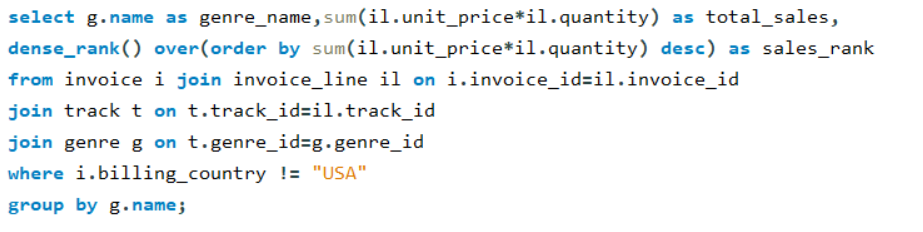 select g.name as genre_name,sum(il.unit_price*il.quantity) as total_sales,
dense_rank() over(order by sum(il.unit_price*il.quantity) desc) as sales_rank
from invoice i join invoice_line il on i.invoice_id=il.invoice_id
join track t on t.track_id=il.track_id
join genre g on t.genre_id=g.genre_id
where i.billing_country != "USA"
group by g.name;